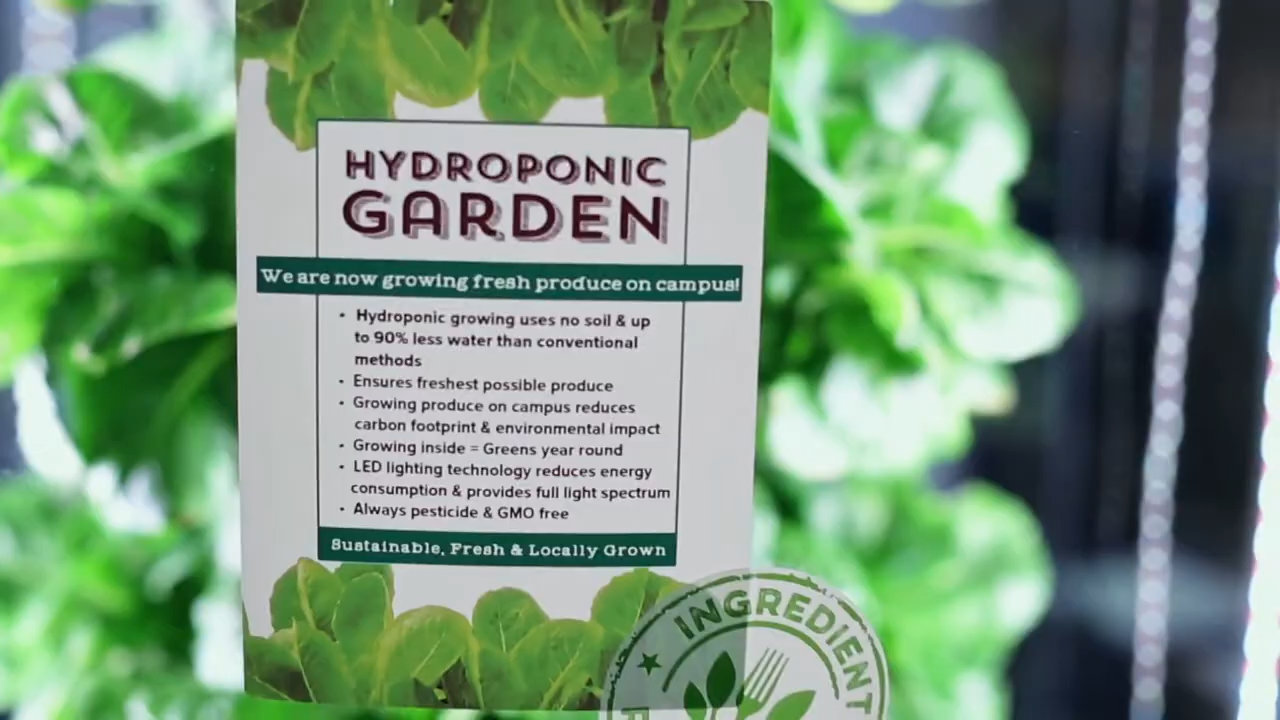 HYDROPONIC
GARDEN
We are now growing fresh produce on campus!
• Hydroponic growing uses no soil & up
to 90% less water than conventional
methods
• Ensures freshest possible produce
• Growing produce on campus reduces
carbon footprint & environmental impact
• Growing inside = Greens year round
• LED lighting technology reduces energy
consumption & provides full light spectrum
• Always pesticide & GMO free
Sustainable, Fresh & Locally Grown
INGREDIENT